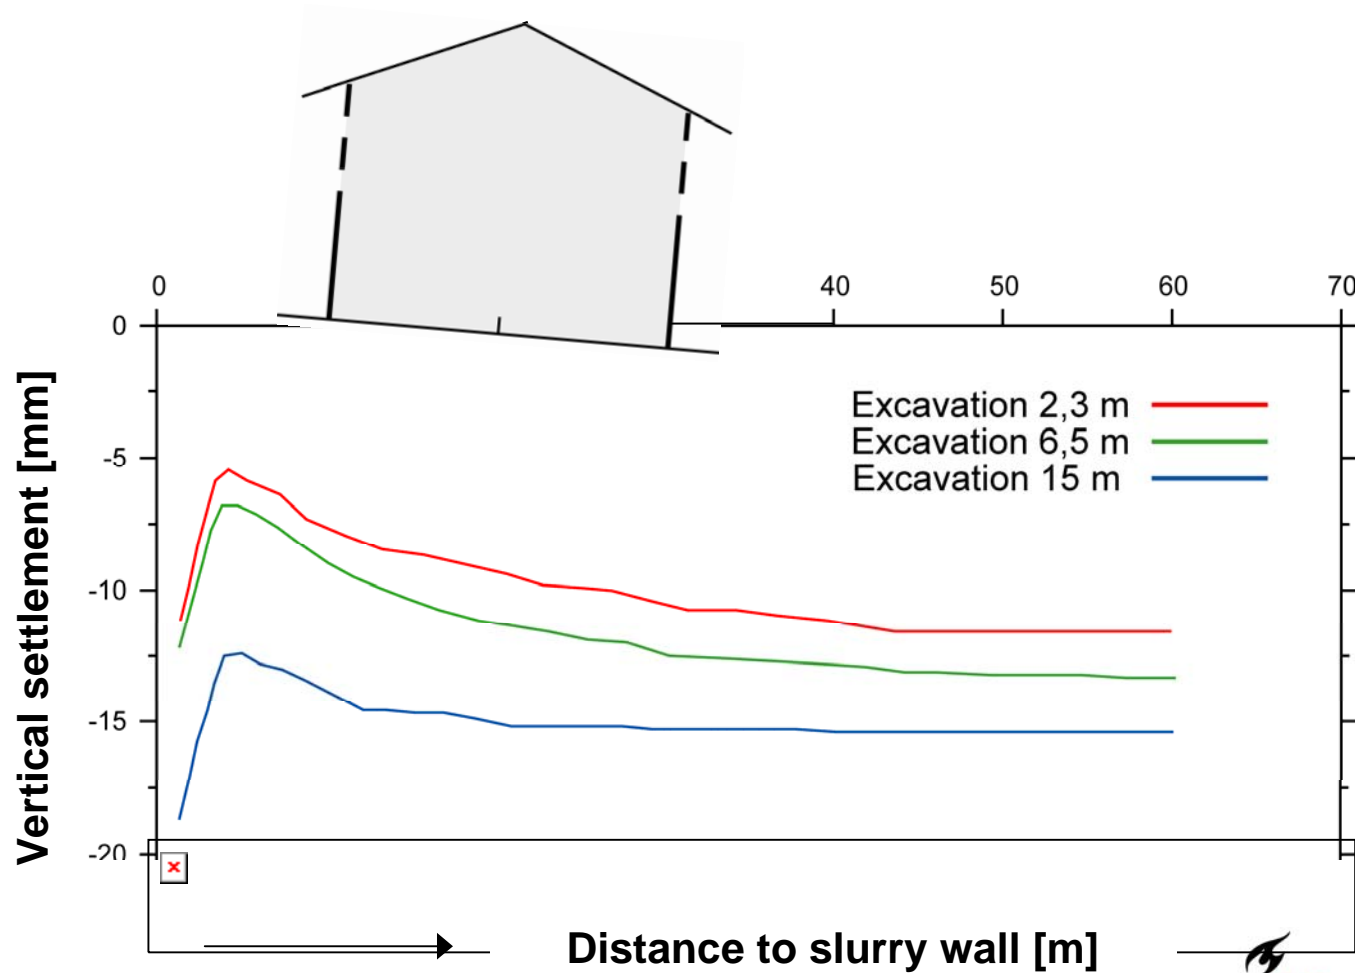 0
40
50
60
70
0
-5
-10
-15
-20
Vertical settlement [mm]
Excavation 2,3 m
Excavation 6,5 m
Excavation 15 m
Distance to slurry wall [m]